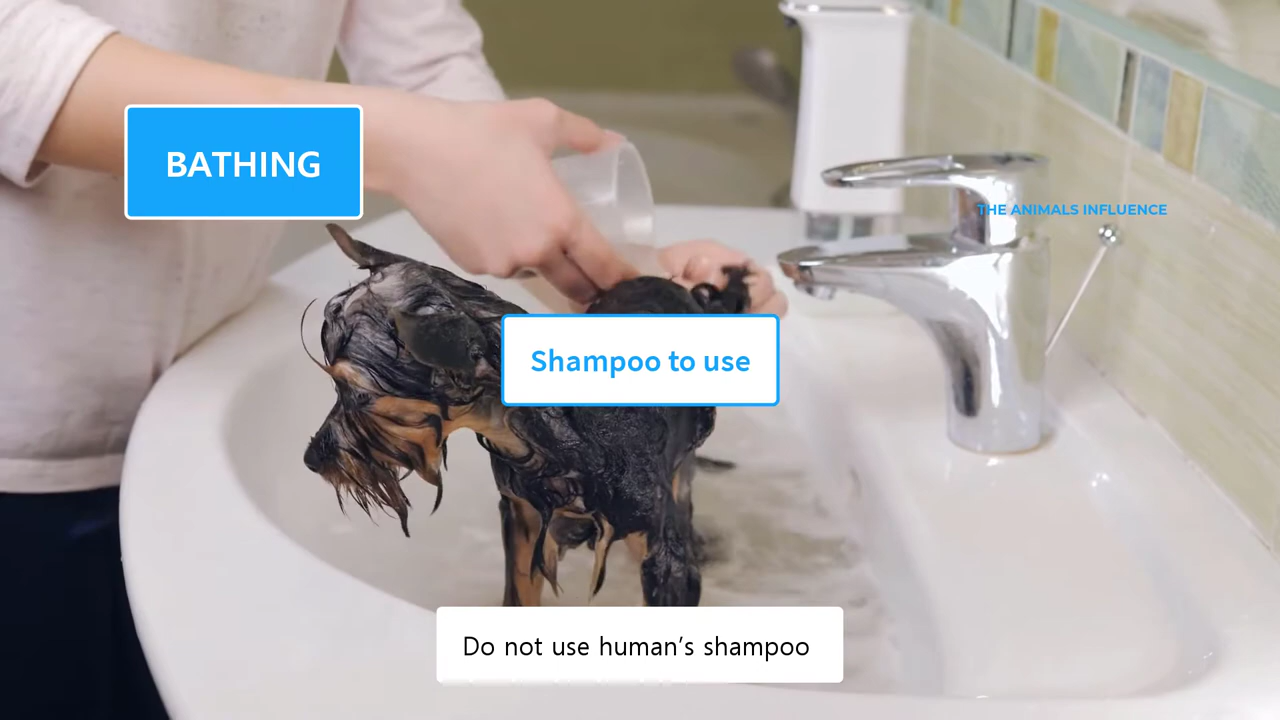 BATHING
THE ANIMALS INFLUENCE
Shampoo to use
Do not use human’s shampoo